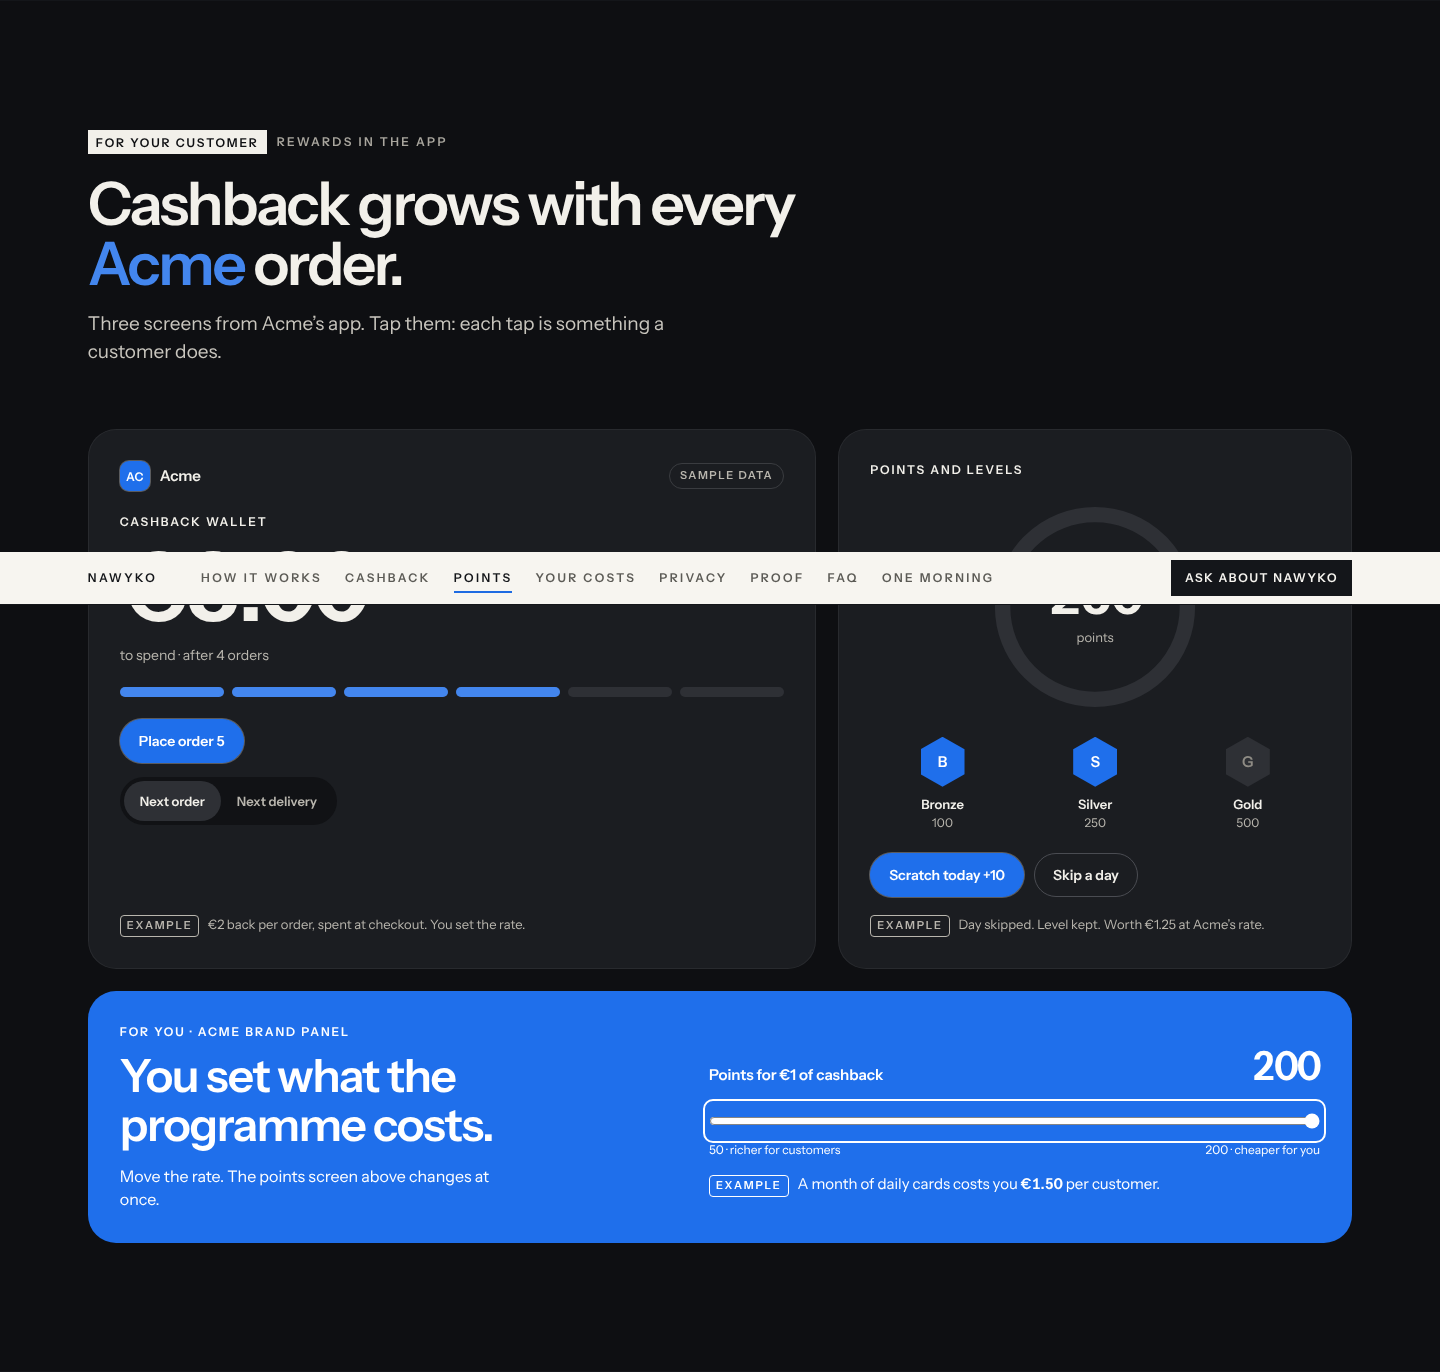 FOR YOUR CUSTOMER REWARDS IN THE APP
Cashback grows with every
Acme order.
Three screens from Acme’s app. Tap them: each tap is something a
customer does.
AC Acme SAMPLE DATA
CASHBACK WALLET
POINTS AND LEVELS
NAWYKO HOW IT WORKS CASHBACK POINTS YOUR COSTS PRIVACY PROOF FAQ ONE MORNING ASK ABOUT NAWYKO
to spend · after 4 orders
points
Place order 5
Next order Next delivery
B S G
Bronze Silver Gold
100 250 500
Scratch today +10 Skip a day
EXAMPLE €2 back per order, spent at checkout. You set the rate.
EXAMPLE Day skipped. Level kept. Worth €1.25 at Acme’s rate.
FOR YOU · ACME BRAND PANEL
You set what the
programme costs.
Move the rate. The points screen above changes at
once.
Points for €1 of cashback 200
50 · richer for customers 200 · cheaper for you
EXAMPLE A month of daily cards costs you €1.50 per customer.